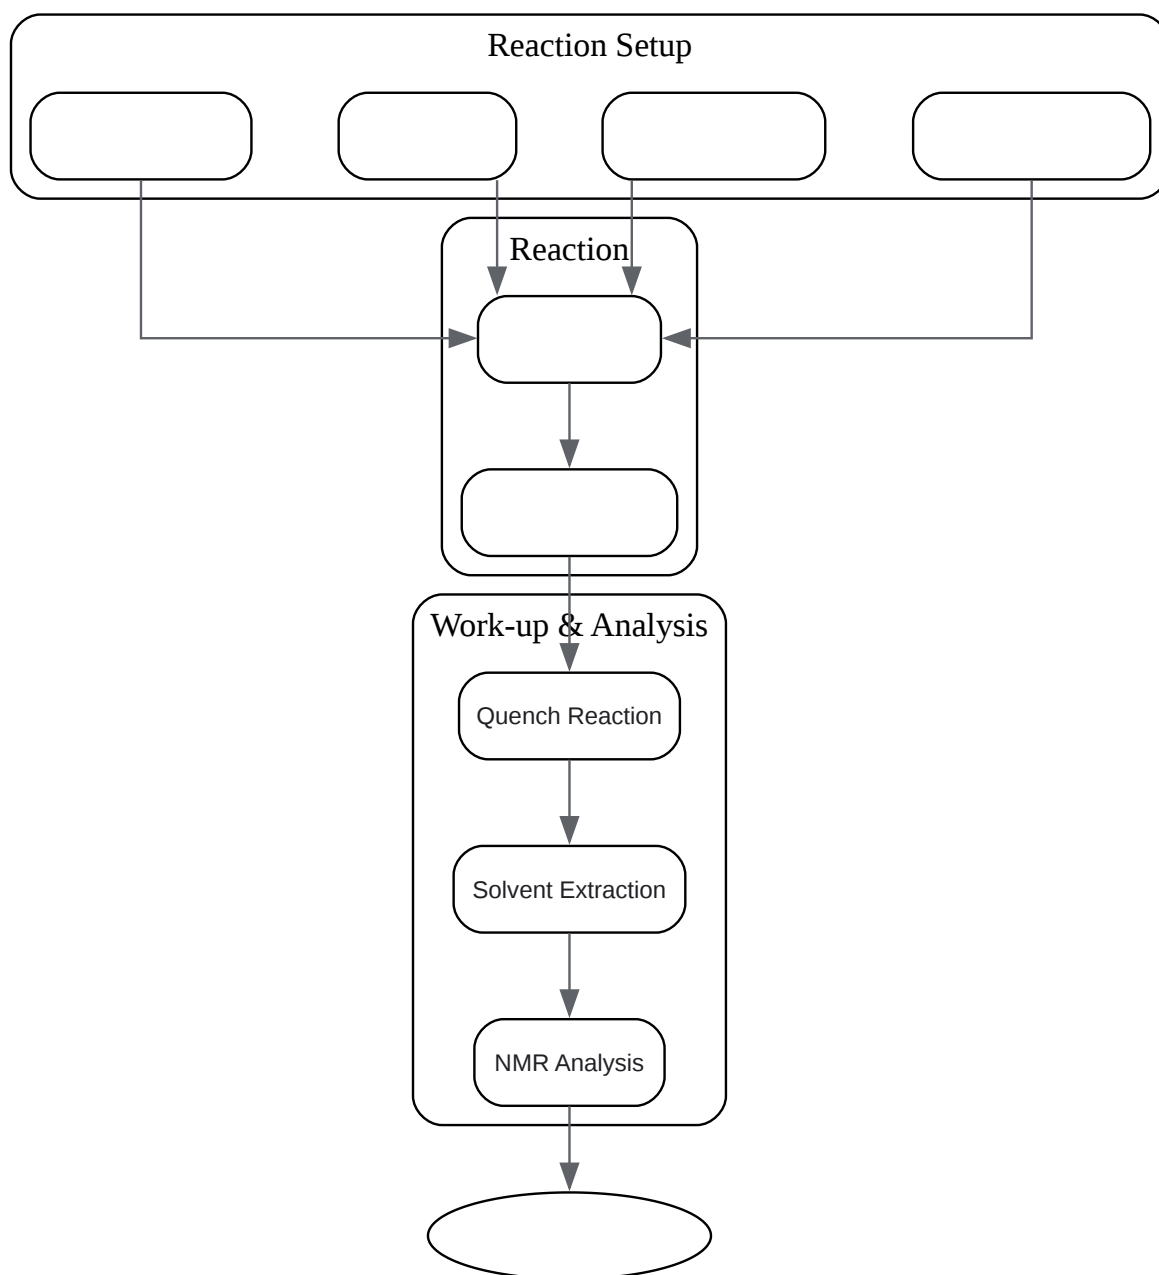 Reaction Setup
Reaction
Work-up & Analysis
Quench Reaction
Solvent Extraction
NMR Analysis